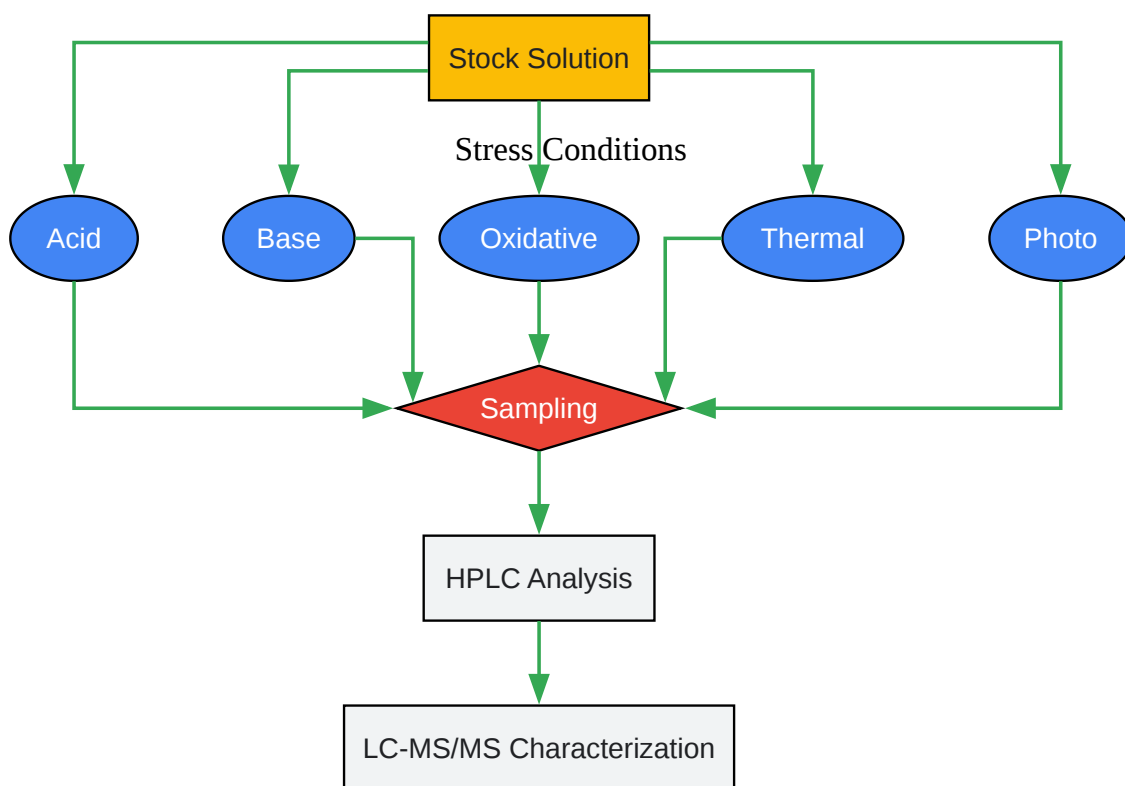 Stock Solution
Stress Conditions
Acid
Base
Oxidative
Thermal
Photo
Sampling
HPLC Analysis
LC-MS/MS Characterization